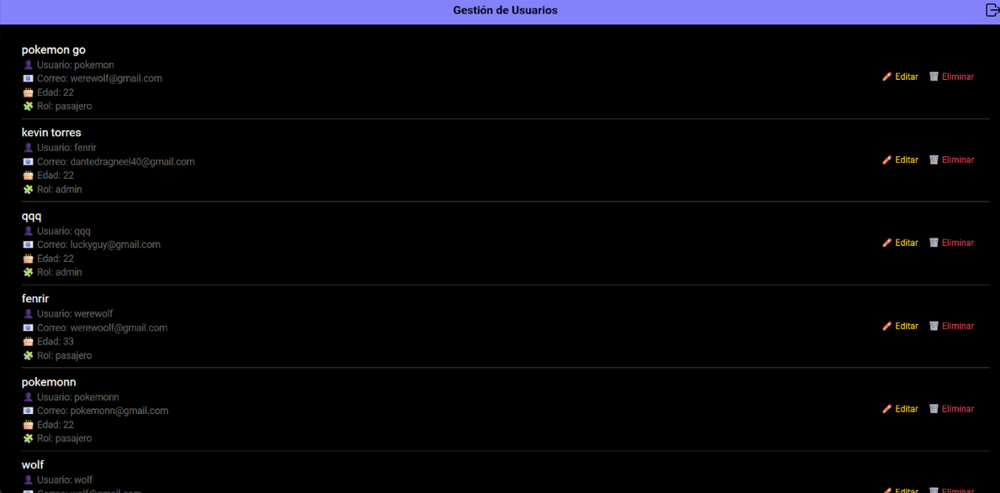 Gestión de Usuarios
pokemon go
Usuario: pokemon
Correo: werewolf@gmail.com
Edad: 22
Rol: pasajero
Editar Eliminar
kevin torres
Usuario: fenrir
Correo: dantedragneel40@gmail.com
Edad: 22
Rol: admin
Editar Eliminar
qqq
Usuario: qqq
Correo: luckyguy@gmail.com
Edad: 22
Rol: admin
Editar Eliminar
fenrir
Usuario: werewolf
Correo: werewoolf@gmail.com
Edad: 33
Rol: pasajero
Editar Eliminar
pokemonn
Usuario: pokemonn
Correo: pokemonn@gmail.com
Edad: 22
Rol: pasajero
Editar Eliminar
wolf
Usuario: wolf
Correo: wolf@gmail.com
Editar Eliminar